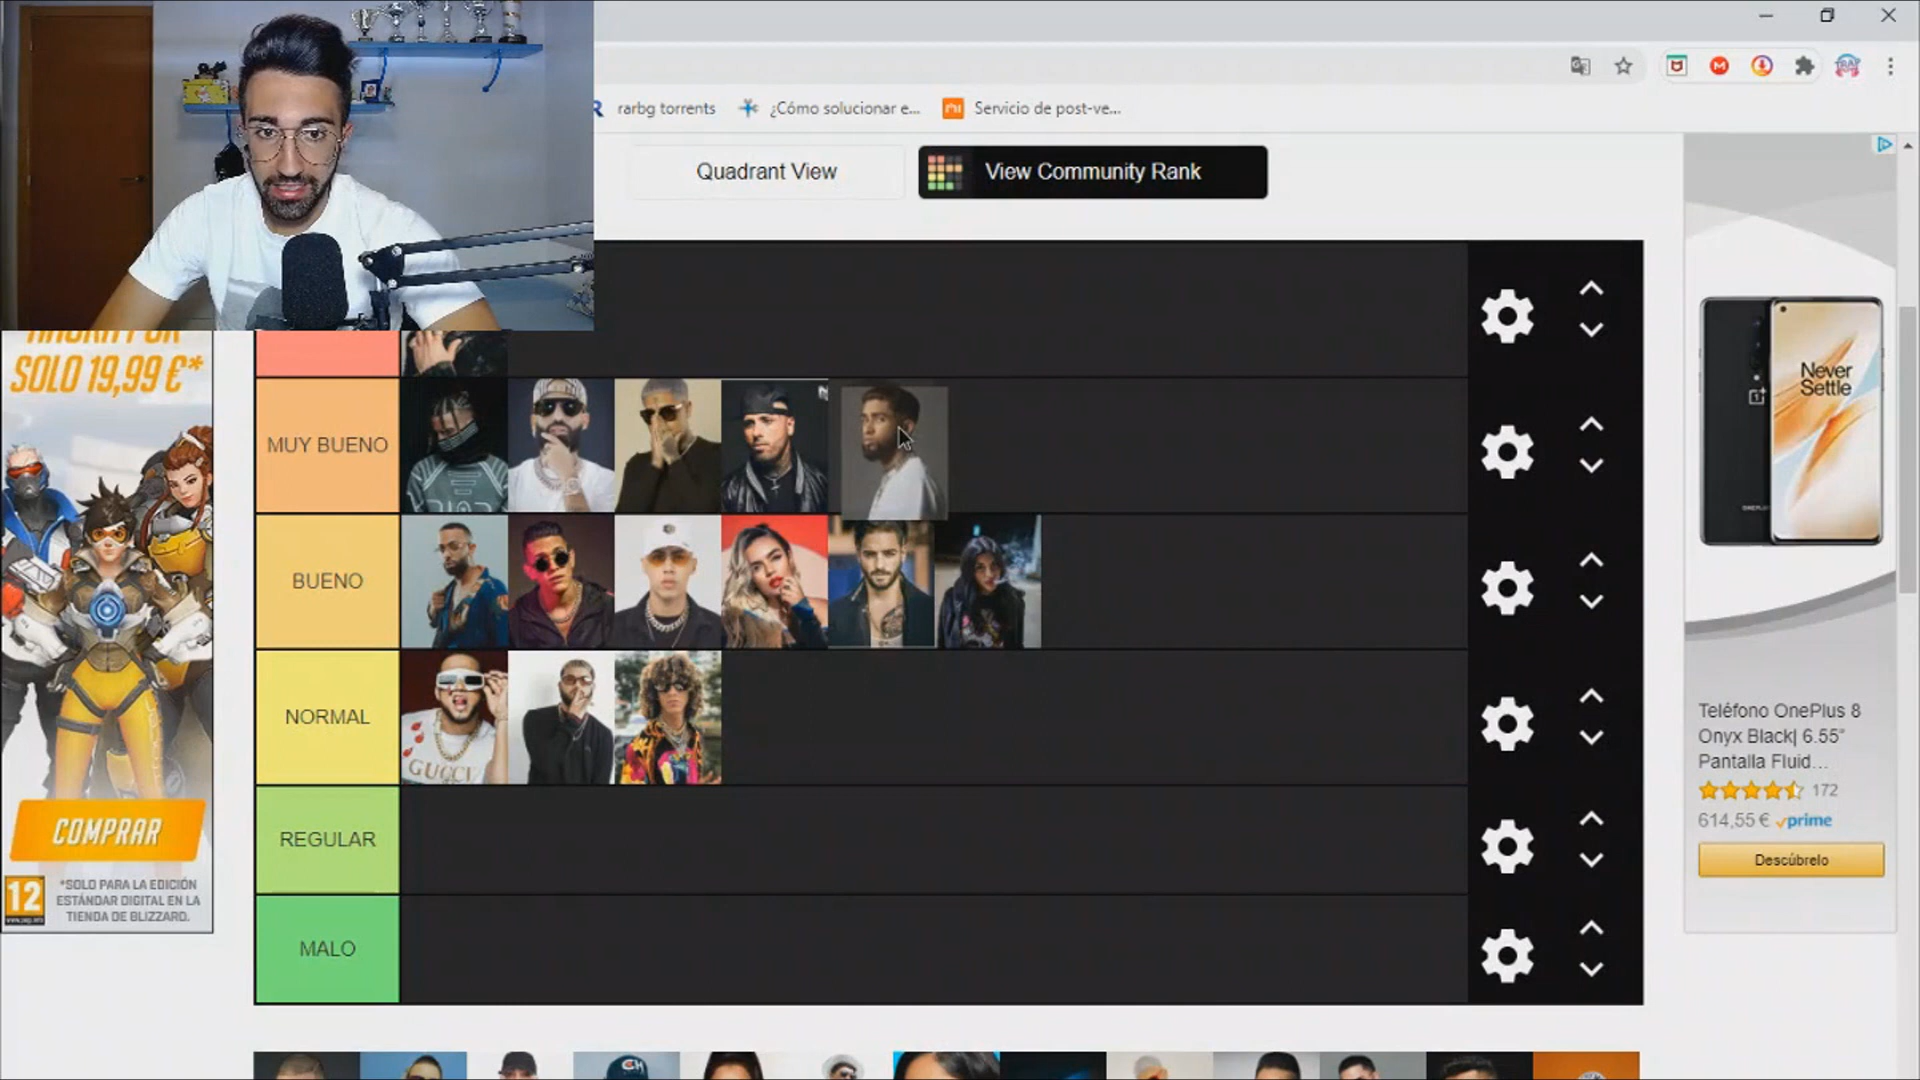 rarbg torrents
¿Cómo solucionar e...
Servicio de post-ve...
Quadrant View
View Community Rank
SOLO 19,99 €*
COMPRAR
12
*SOLO PARA LA EDICIÓN
ESTÁNDAR DIGITAL EN LA
TIENDA DE BLIZZARD.
MUY BUENO
BUENO
NORMAL
GUCCI
REGULAR
MALO
Never
Settle
Teléfono OnePlus 8
Onyx Black| 6.55"
Pantalla Fluid...
172
614,55 € prime
Descúbrelo